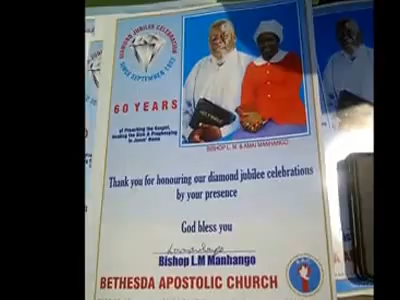 DIAMOND JUBILEE CELEBRATION
SINCE SEPTEMBER 1953
60 YEARS
of Preaching the Gospel,
Healing the Sick & Prophesying
in Jesus' Name
HOLY
BISHOP L. M. & AMAI MANHANGO
Thank you for honouring our diamond jubilee celebrations
by your presence
God bless you
Bishop L.M Manhango
BETHESDA APOSTOLIC CHURCH